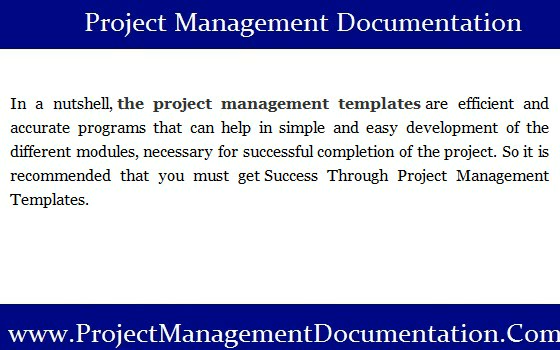 Project Management Documentation
In a nutshell, the project management templates are efficient and
accurate programs that can help in simple and easy development of the
different modules, necessary for successful completion of the project. So it is
recommended that you must get Success Through Project Management
Templates.
www.ProjectManagementDocumentation.Com